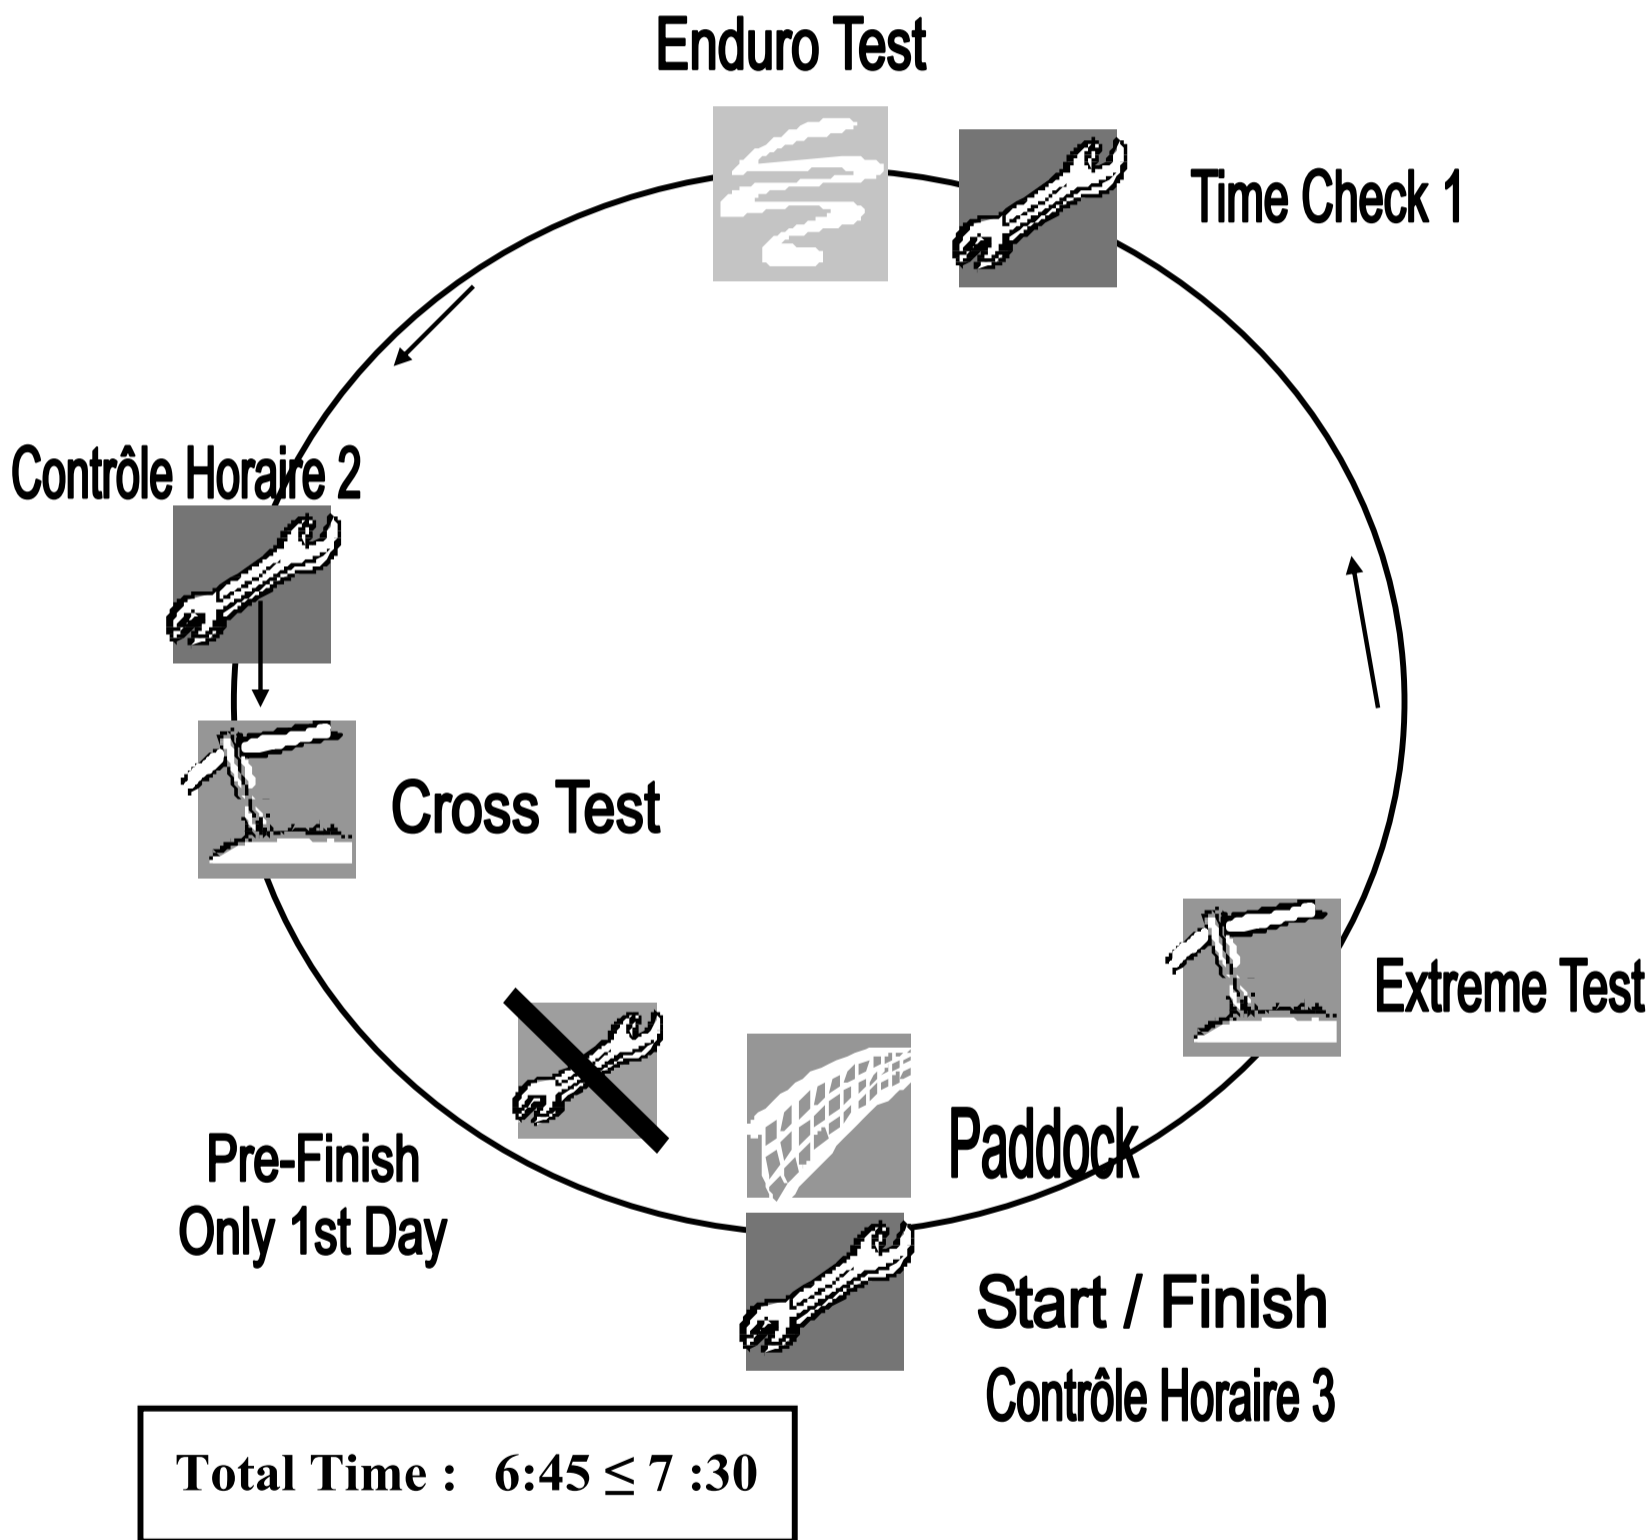 Enduro Test
Time Check 1
Contrôle Horaire 2
Cross Test
Extreme Test
Paddock
Pre-Finish
Only 1st Day
Start / Finish
Contrôle Horaire 3
Total Time : 6:45 ≤ 7 :30